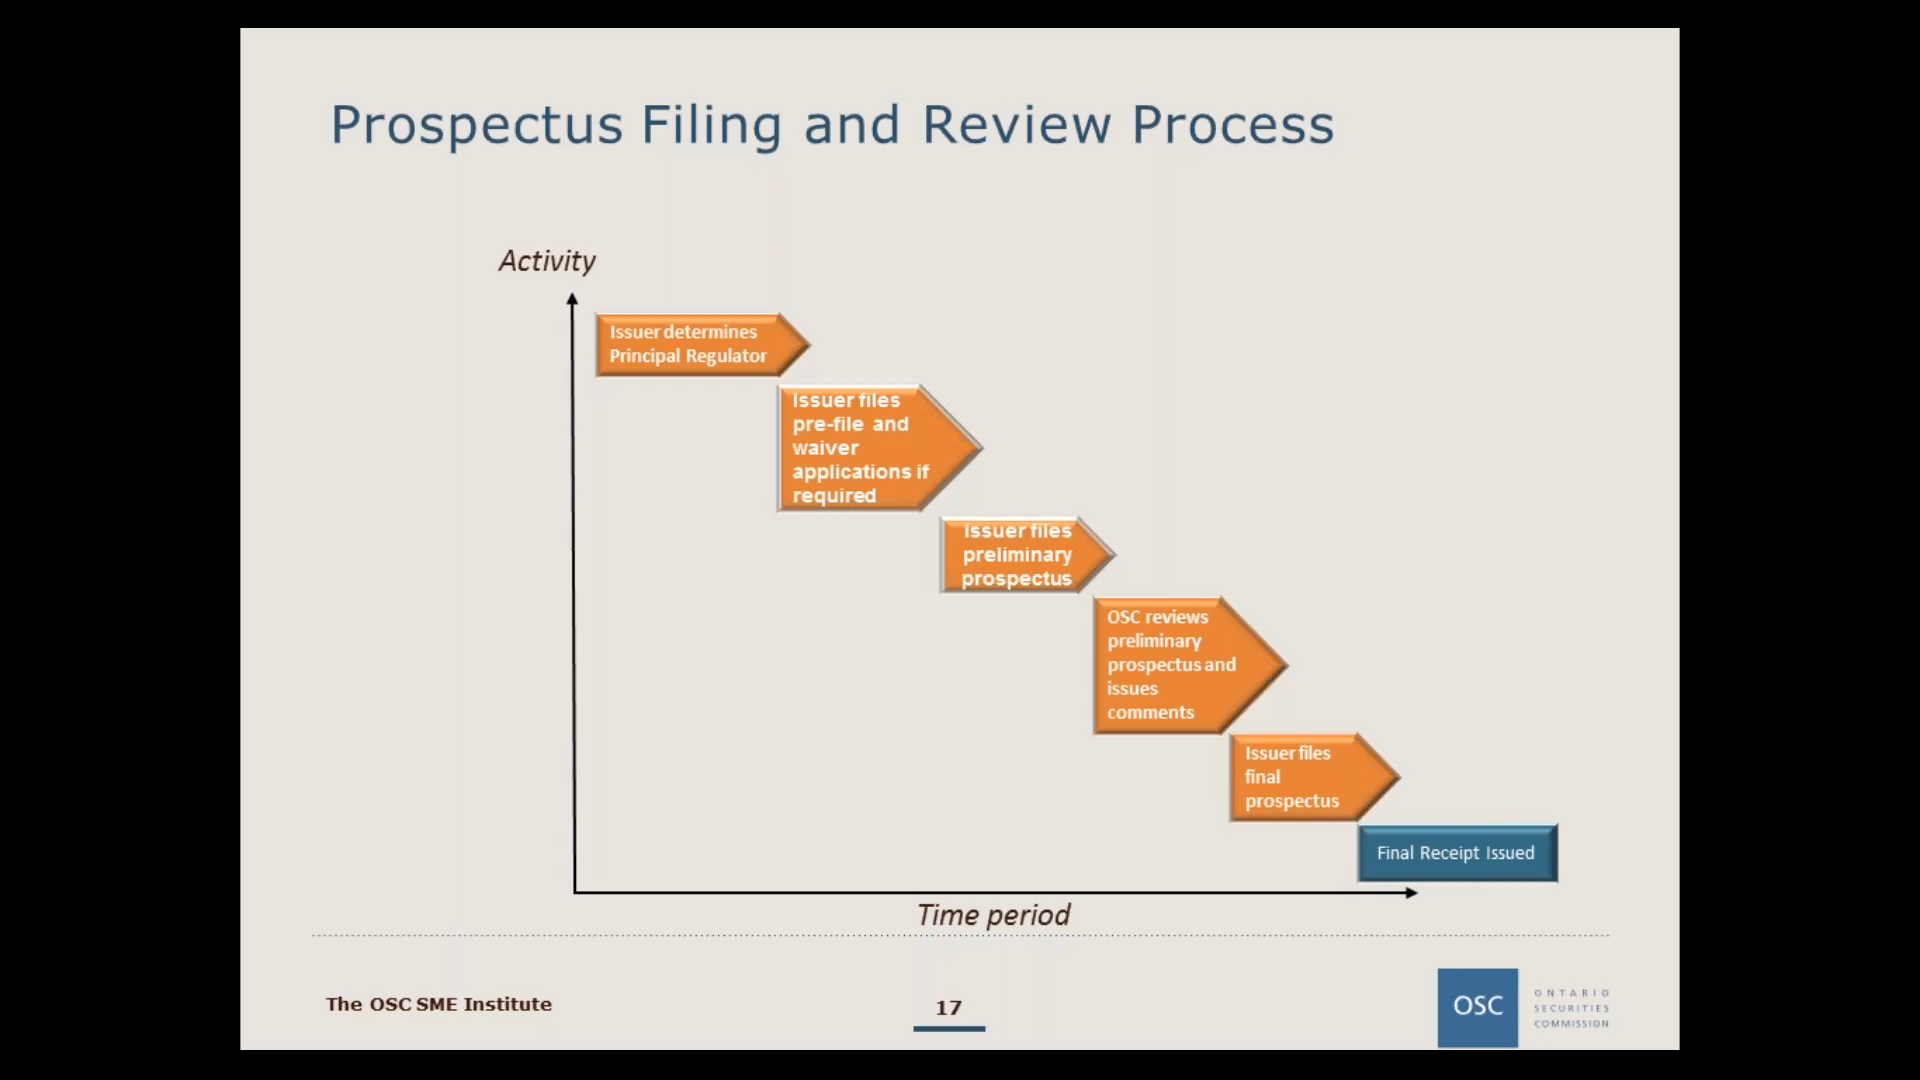 Prospectus Filing and Review Process
Activity
Issuer determines
Principal Regulator
Issuer files
pre-file and
waiver
applications if
required
Issuer files
preliminary
prospectus
OSC reviews
preliminary
prospectus and
issues
comments
Issuer files
final
prospectus
Final Receipt Issued
Time period
The OSC SME Institute
17
OSC
ONTARIO
SECURITIES
COMMISSION